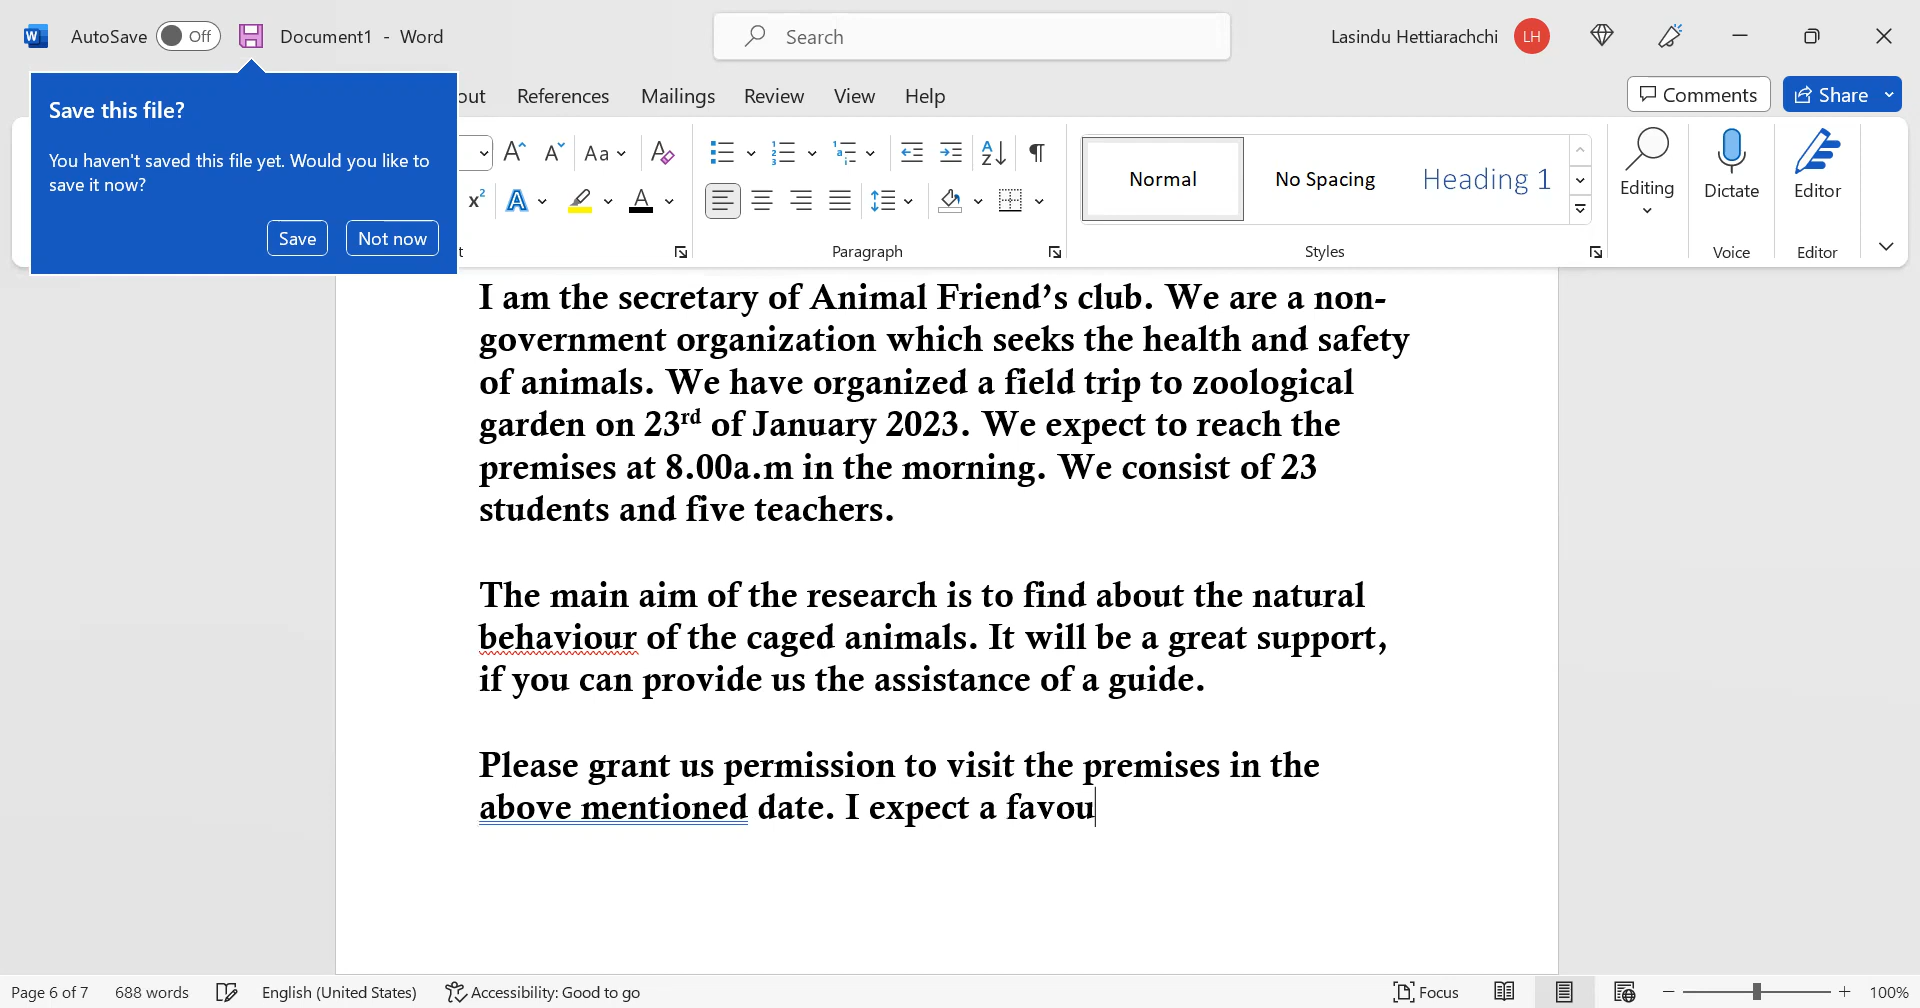 AutoSave Off Document1 - Word
Search
Lasindu Hettiarachchi LH
Save this file?
You haven't saved this file yet. Would you like to
save it now?
Save Not now
out References Mailings Review View Help
Comments Share
Aa
Normal No Spacing Heading 1
Editing Dictate Editor
t Paragraph Styles Voice Editor
I am the secretary of Animal Friend’s club. We are a non-
government organization which seeks the health and safety
of animals. We have organized a field trip to zoological
garden on 23rd of January 2023. We expect to reach the
premises at 8.00a.m in the morning. We consist of 23
students and five teachers.
The main aim of the research is to find about the natural
behaviour of the caged animals. It will be a great support,
if you can provide us the assistance of a guide.
Please grant us permission to visit the premises in the
above mentioned date. I expect a favou
Page 6 of 7 688 words English (United States) Accessibility: Good to go Focus 100%